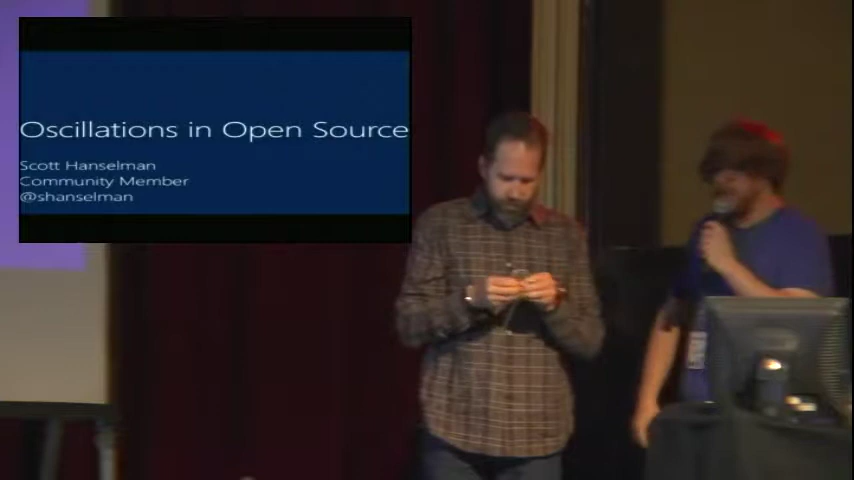 Oscillations in Open Source
Scott Hanselman
Community Member
@shanselman